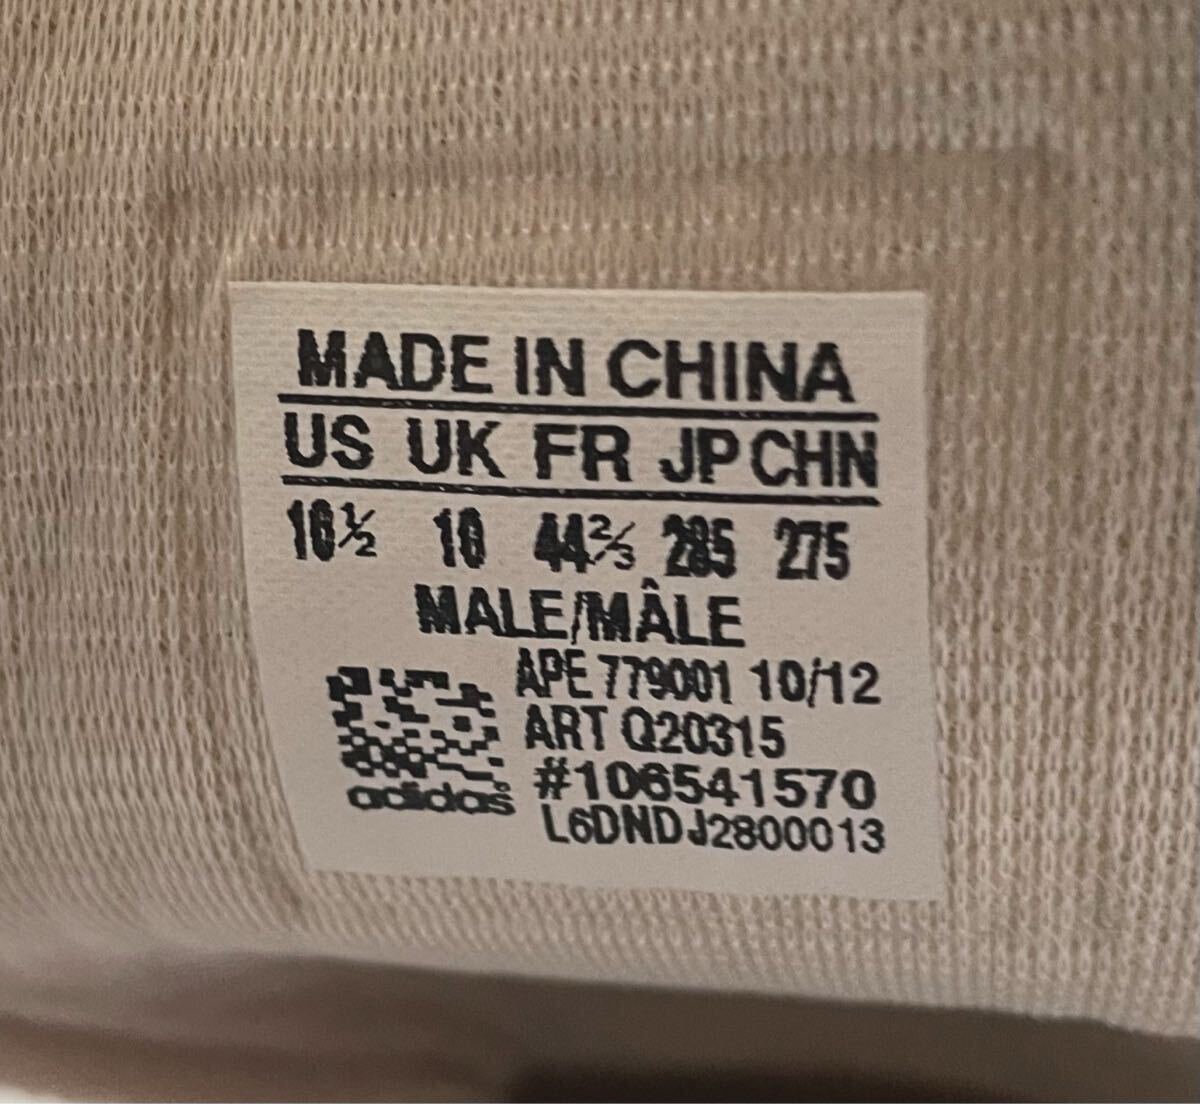 MADE IN CHINA
US UK FR JP CHN
10½ 10 44⅔ 285 275
MALE/MÂLE
APE 779001 10/12
ART Q20315
#106541570
adidas
L6DNDJ2800013